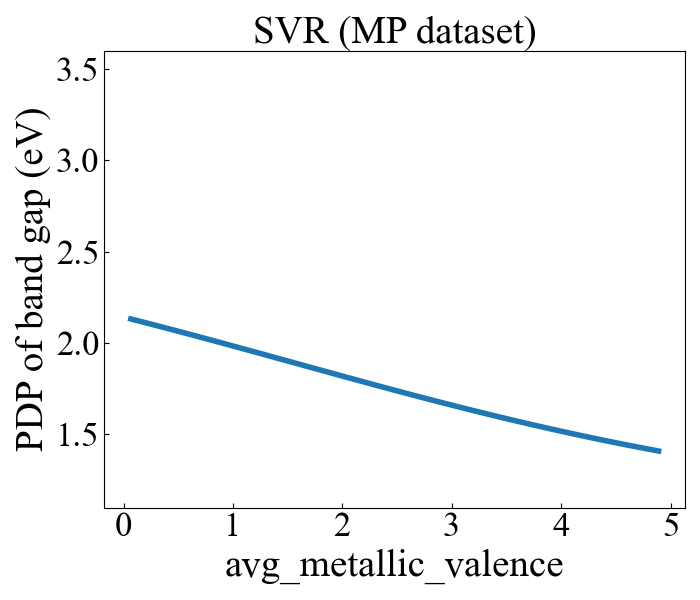 SVR (MP dataset)
PDP of band gap (eV)
3.5
3.0
2.5
2.0
1.5
0 1 2 3 4 5
avg_metallic_valence